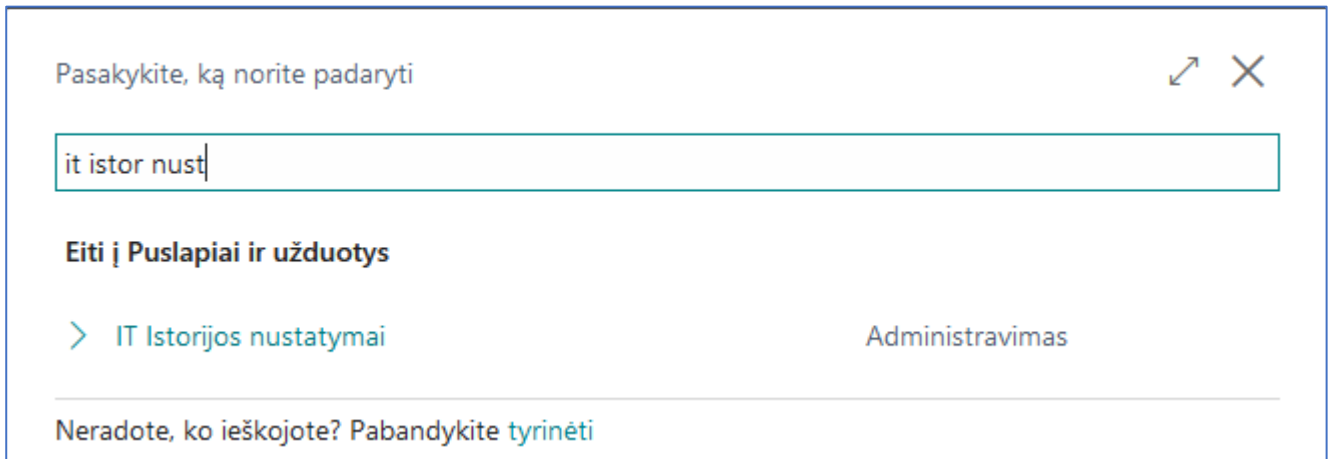 Pasakykite, ką norite padaryti
it istor nust
Eiti į Puslapiai ir užduotys
IT Istorijos nustatymai Administravimas
Neradote, ko ieškojote? Pabandykite tyrinėti